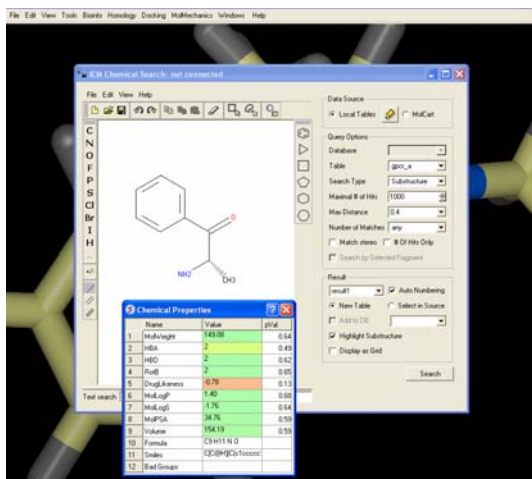 File Edit View Tools Bioinfo Homology Docking MolMechanics Windows Help
ICM Chemical Search: not connected
File Edit View Help
Data Source
Local Tables
MolCart
C
N
O
F
P
S
Cl
Br
I
H
...
+/-
O
NH2
CH3
Query Options
Database
Table gpcr_a
Search Type Substructure
Maximal # of Hits 1000
Max Distance 0.4
Number of Matches any
Match stereo # Of Hits Only
Search by Selected Fragment
Result
result1 Auto Numbering
New Table Select in Source
Add to DB
Highlight Substructure
Display as Grid
Search
Text search
Chemical Properties
Name Value pVal
1 MolWeight 149.08 0.64
2 HBA 2 0.49
3 HBD 2 0.62
4 RotB 2 0.65
5 DrugLikeness -0.78 0.13
6 MolLogP 1.40 0.68
7 MolLogS -1.76 0.64
8 MolPSA 34.76 0.59
9 Volume 154.19 0.59
10 Formula C9 H11 N O
11 Smiles
12 Bad Groups